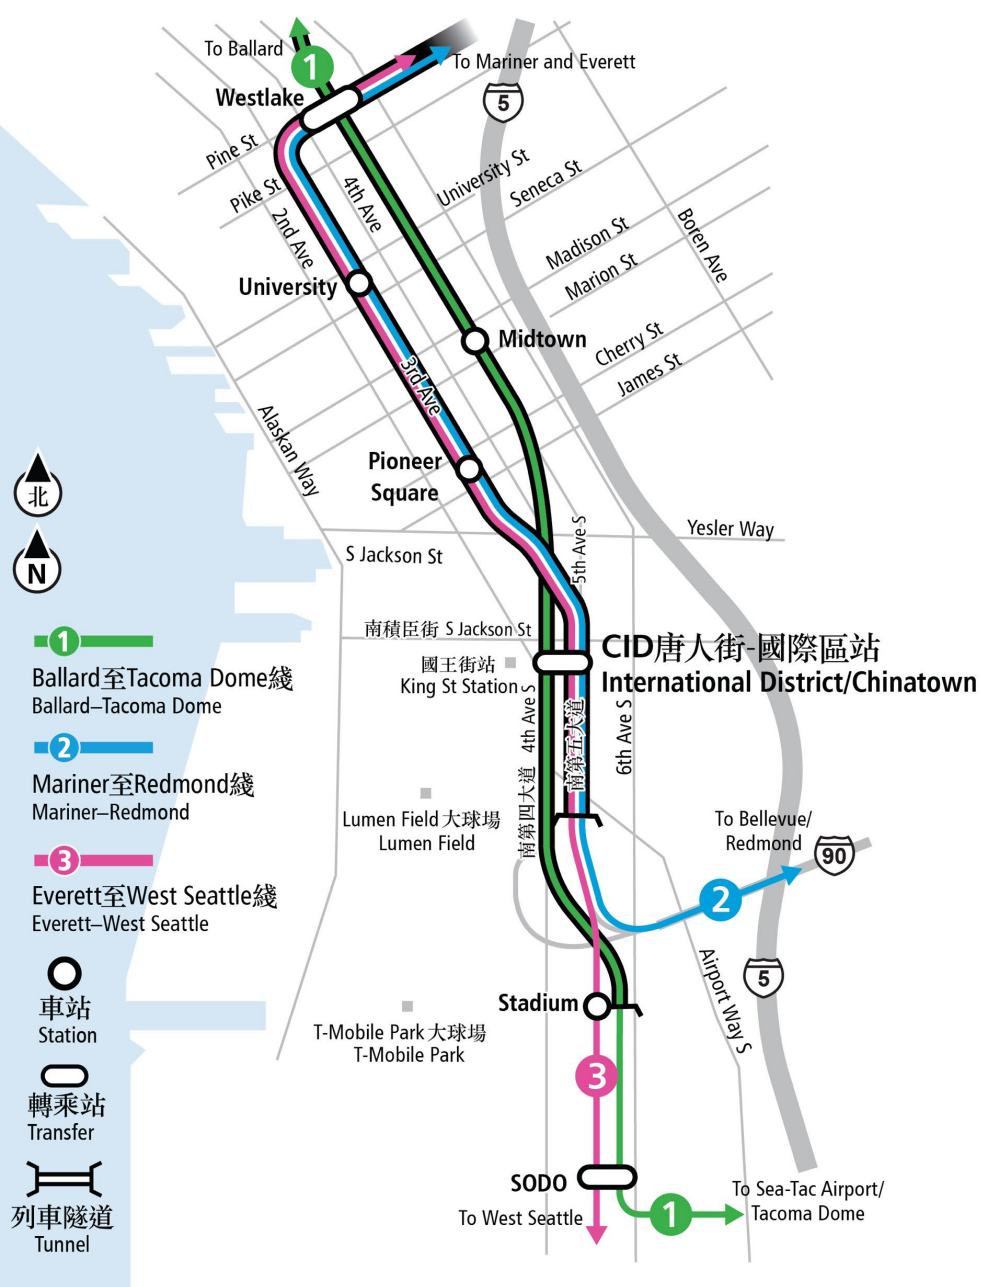 To Ballard
1
To Mariner and Everett
Westlake
5
Pine St
Pike St
4th Ave
University St
Seneca St
2nd Ave
Boren Ave
Madison St
Marion St
University
Midtown
Cherry St
James St
3rd Ave
Alaskan Way
Pioneer
Square
北
N
5th Ave S
Yesler Way
S Jackson St
南積臣街 S Jackson St
CID唐人街-國際區站
International District/Chinatown
國王街站
King St Station
南第四大道 4th Ave S
南第五大道
6th Ave S
1
Ballard至Tacoma Dome綫
Ballard–Tacoma Dome
2
Mariner至Redmond綫
Mariner–Redmond
3
Everett至West Seattle綫
Everett–West Seattle
Lumen Field 大球場
Lumen Field
To Bellevue/
Redmond
90
2
Airport Way S
5
Stadium
T-Mobile Park 大球場
T-Mobile Park
3
車站
Station
轉乘站
Transfer
列車隧道
Tunnel
SODO
To West Seattle
1
To Sea-Tac Airport/
Tacoma Dome